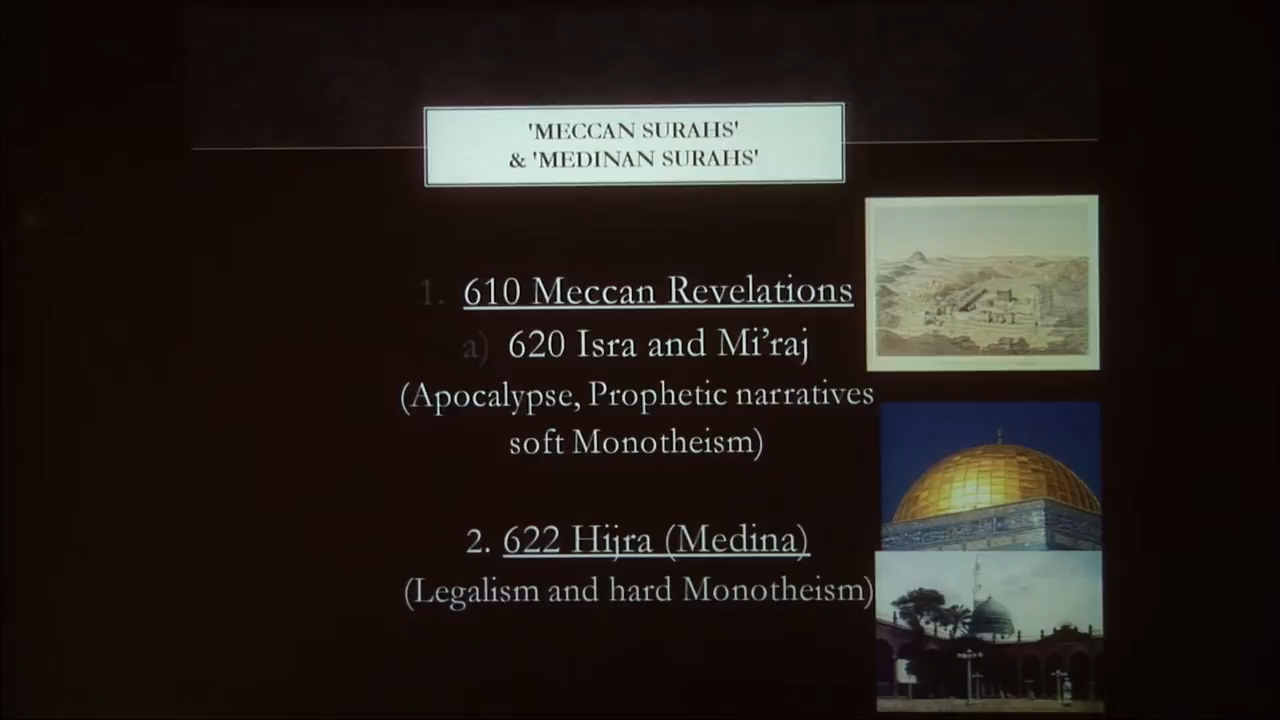 'MECCAN SURAHS'
& 'MEDINAN SURAHS'
1. 610 Meccan Revelations
a) 620 Isra and Mi’raj
(Apocalypse, Prophetic narratives
soft Monotheism)
2. 622 Hijra (Medina)
(Legalism and hard Monotheism)